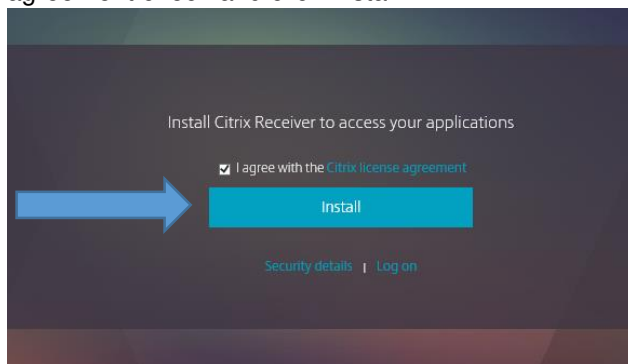 Install Citrix Receiver to access your applications
I agree with the Citrix license agreement
Install
Security details | Log on